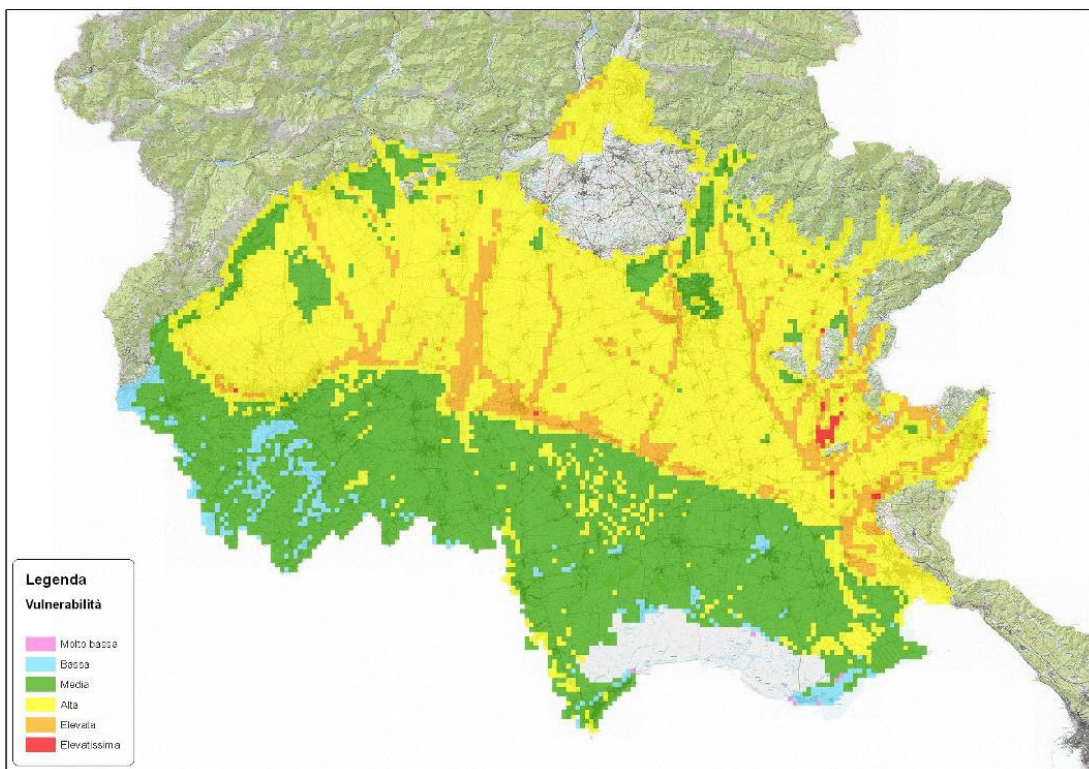 Legenda
Vulnerabilità
Molto bassa
Bassa
Media
Alta
Elevata
Elevatissima